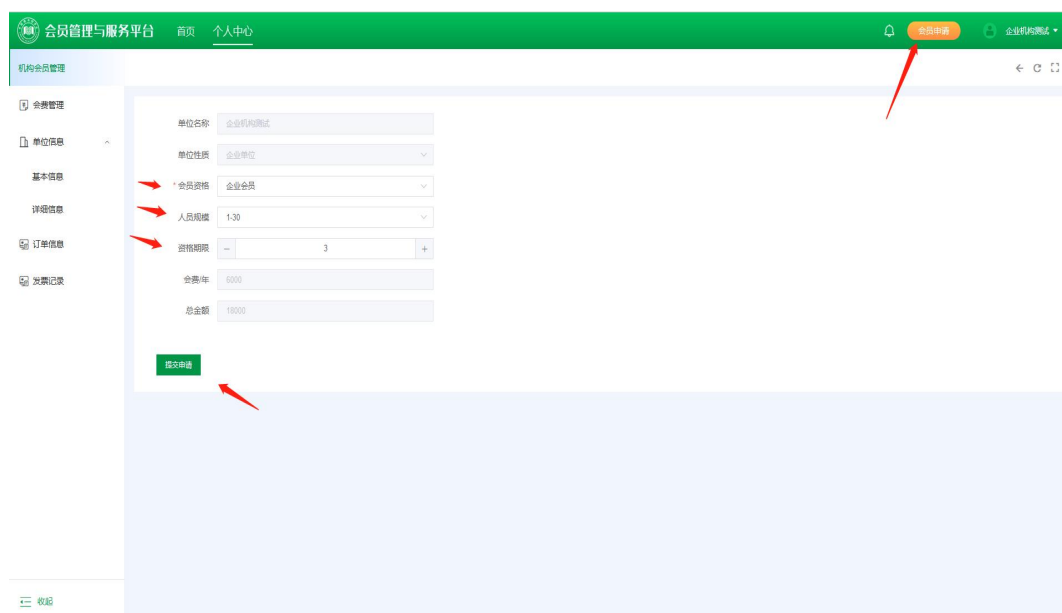 会员管理与服务平台 首页 个人中心 会员申请 企业机构测试
机构会员管理
会费管理
单位信息
基本信息
详细信息
订单信息
发票记录
单位名称 企业机构测试
单位性质 企业单位
* 会员资格 企业会员
人员规模 1-30
资格期限 − 3 +
会费/年 6000
总金额 18000
提交申请
收起